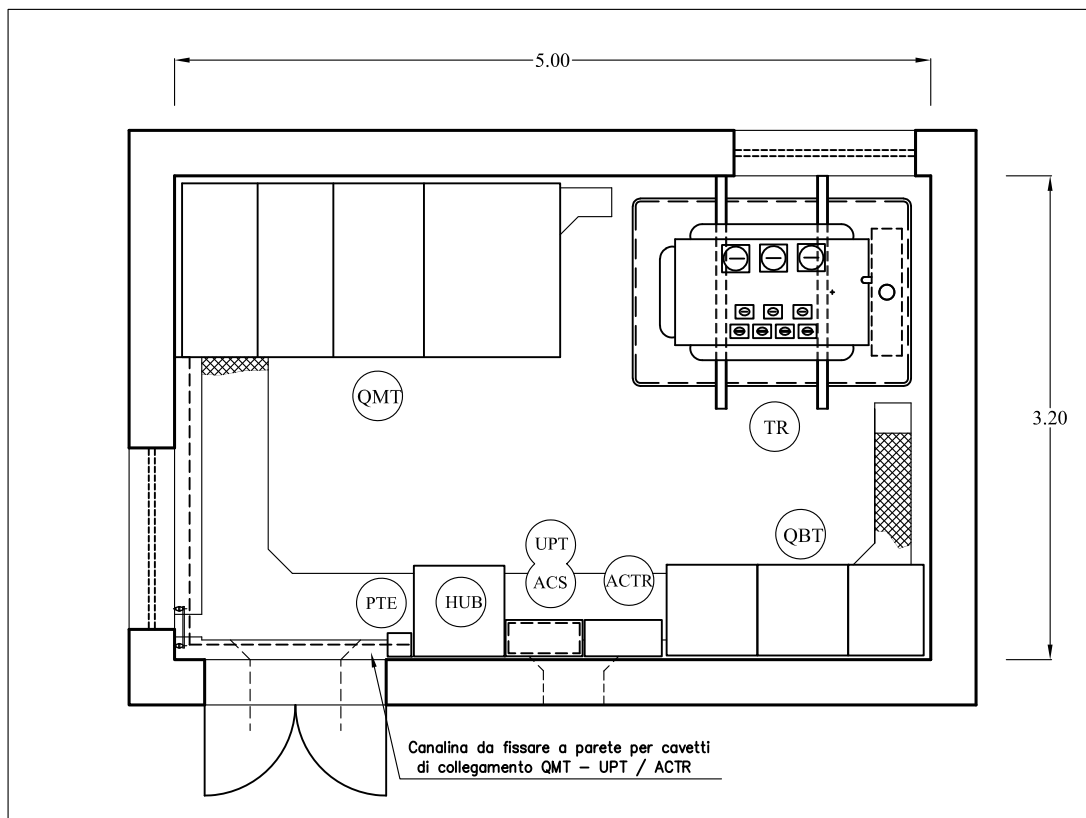 5.00
3.20
QMT
TR
QBT
UPT
ACS
ACTR
PTE
HUB
Canalina da fissare a parete per cavetti
di collegamento QMT – UPT / ACTR